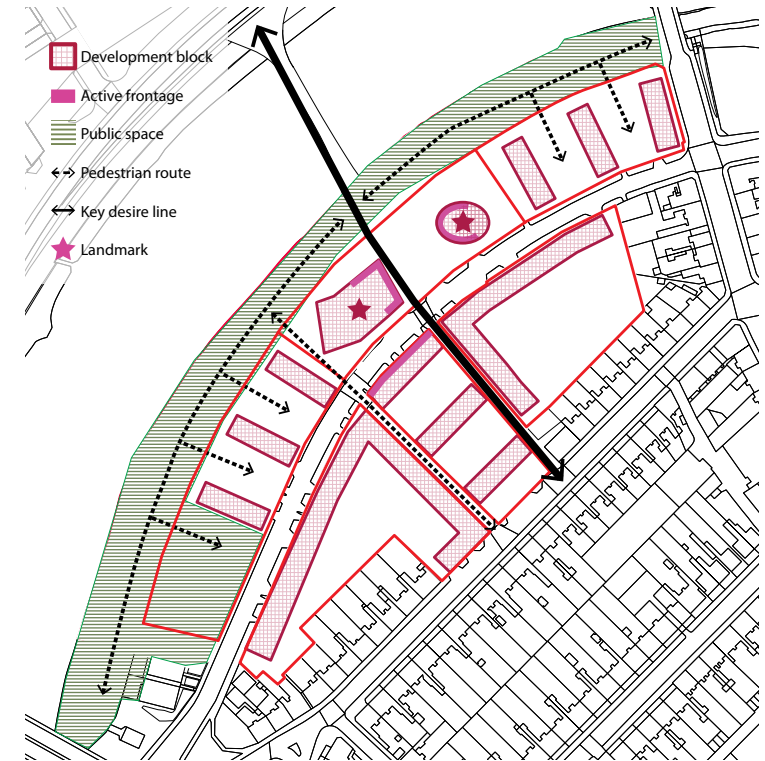 Development block
Active frontage
Public space
Pedestrian route
Key desire line
Landmark